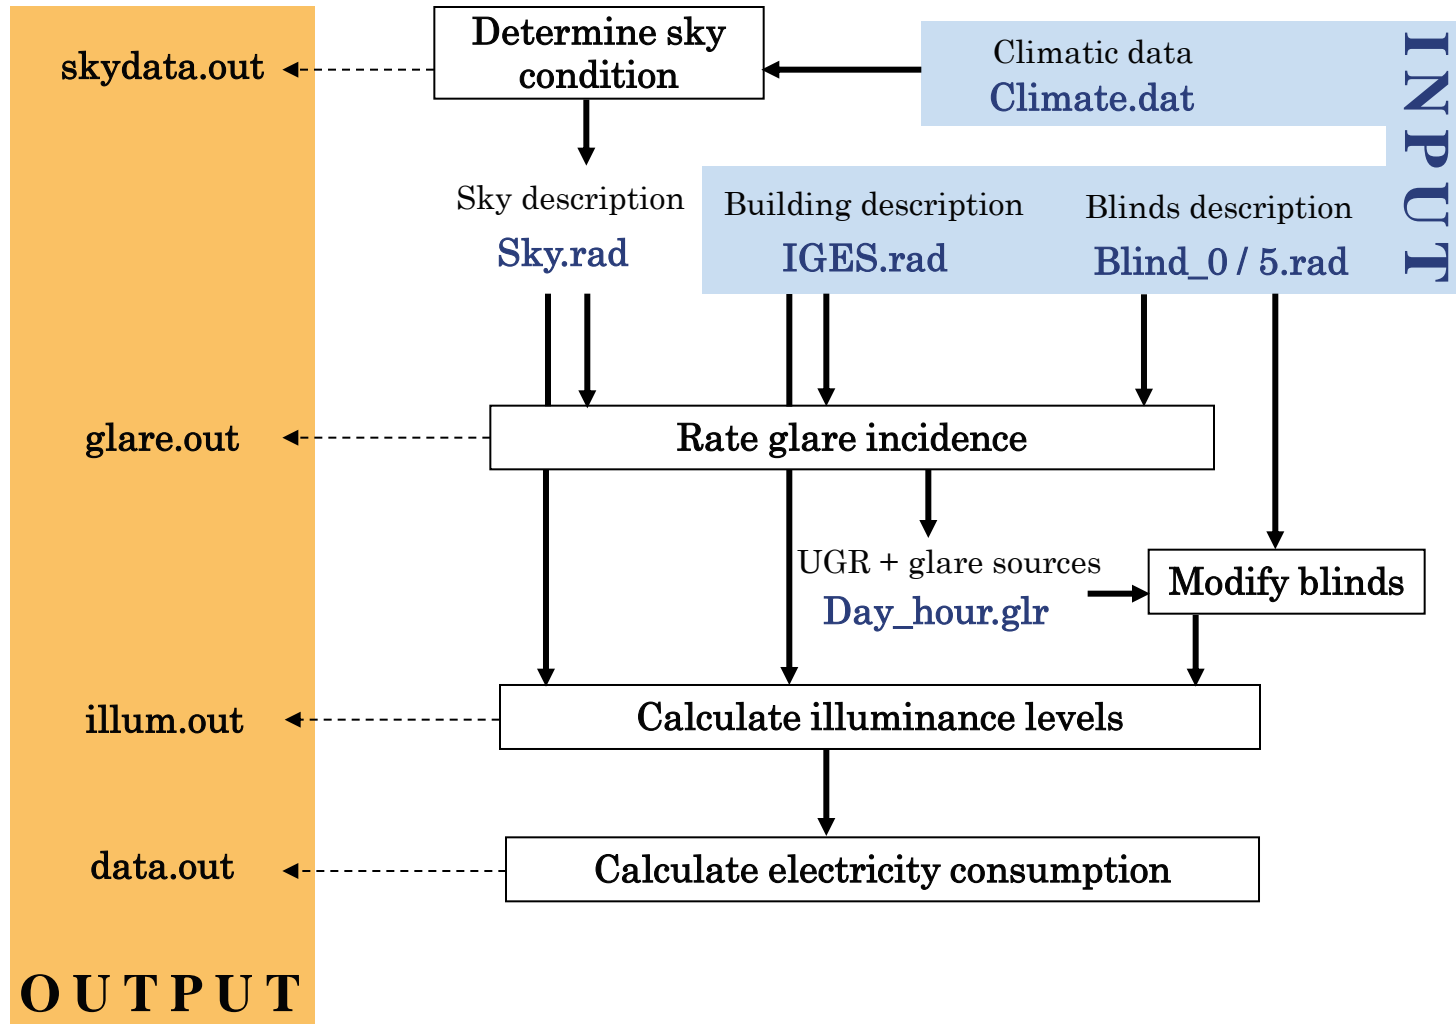 Determine sky
condition
skydata.out
Climatic data
Climate.dat
INPUT
Sky description
Sky.rad
Building description
IGES.rad
Blinds description
Blind_0 / 5.rad
glare.out
Rate glare incidence
UGR + glare sources
Day_hour.glr
Modify blinds
illum.out
Calculate illuminance levels
data.out
Calculate electricity consumption
OUTPUT